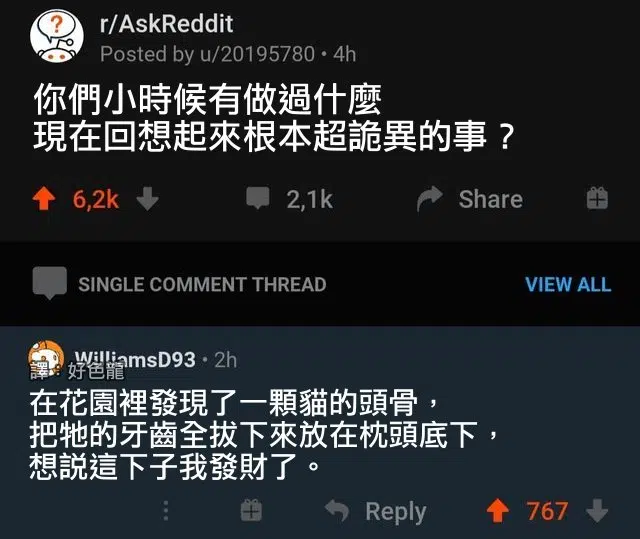 r/AskReddit
Posted by u/20195780 • 4h
你們小時候有做過什麼
現在回想起來根本超詭異的事？
6,2k
2,1k
Share
SINGLE COMMENT THREAD
VIEW ALL
WilliamsD93 • 2h
譯：好色龍
在花園裡發現了一顆貓的頭骨，
把牠的牙齒全拔下來放在枕頭底下，
想說這下子我發財了。
Reply
767